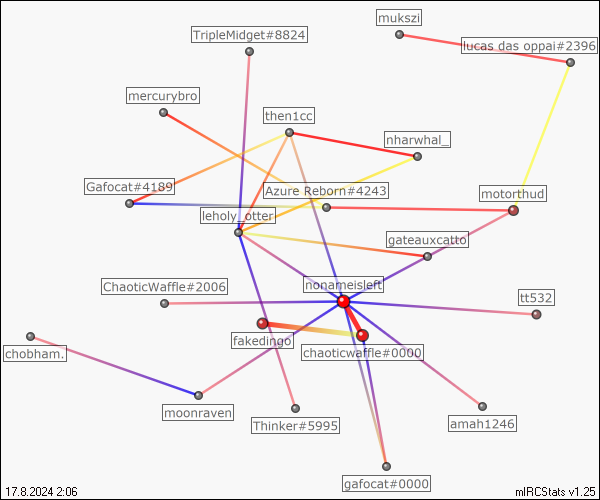 mukszi
TripleMidget#8824
lucas das oppai#2396
mercurybro
then1cc
nharwhal_
Gafocat#4189
Azure Reborn#4243
motorthud
leholy_otter
gateauxcatto
nonameisleft
ChaoticWaffle#2006
tt532
fakedingo
chaoticwaffle#0000
chobham.
moonraven
Thinker#5995
amah1246
gafocat#0000
17.8.2024 2:06
mIRCStats v1.25